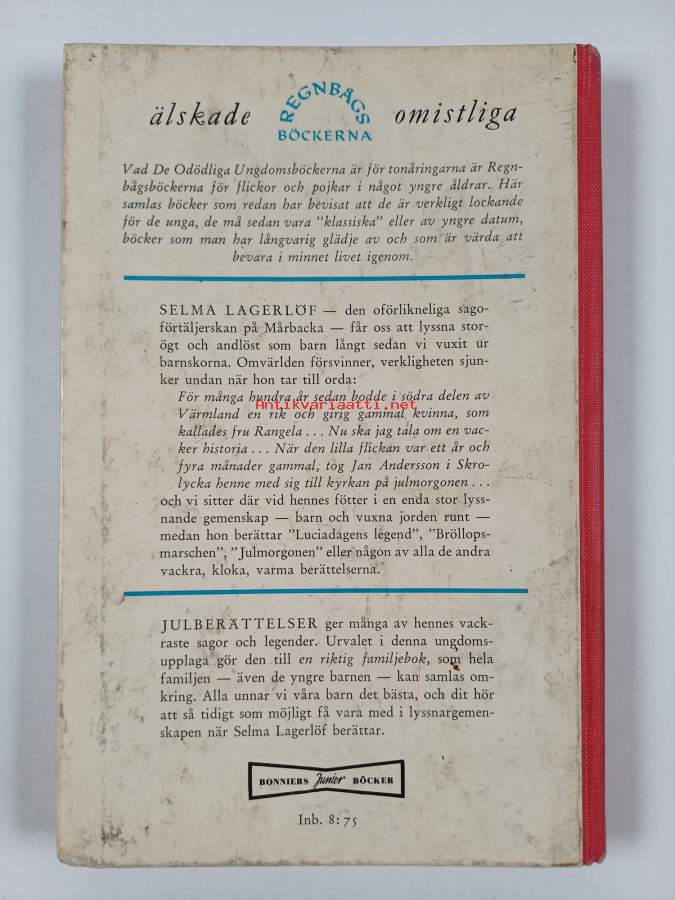 älskade REGNBÅGS BÖCKERNA omistliga
Vad De Odödliga Ungdomsböckerna är för tonåringarna är Regn-
bågsböckerna för flickor och pojkar i något yngre åldrar. Här
samlas böcker som redan har bevisat att de är verkligt lockande
för de unga, de må sedan vara "klassiska" eller av yngre datum,
böcker som man har långvarig glädje av och som är värda att
bevara i minnet livet igenom.
SELMA LAGERLÖF — den oförlikneliga sago-
förtäljerskan på Mårbacka — får oss att lyssna stor-
ögt och andlöst som barn långt sedan vi vuxit ur
barnskorna. Omvärlden försvinner, verkligheten sjun-
ker undan när hon tar till orda:
För många hundra år sedan bodde i södra delen av
Antikvariaatti.net
Värmland en rik och girig gammal kvinna, som
kallades fru Rangela . . . Nu ska jag tala om en vac-
ker historia . . . När den lilla flickan var ett år och
fyra månader gammal, tog Jan Andersson i Skro-
lycka henne med sig till kyrkan på julmorgonen . . .
och vi sitter där vid hennes fötter i en enda stor lyss-
nande gemenskap — barn och vuxna jorden runt —
medan hon berättar "Luciadagens legend", "Bröllops-
marschen", "Julmorgonen" eller någon av alla de andra
vackra, kloka, varma berättelserna.
JULBERÄTTELSER ger många av hennes vack-
raste sagor och legender. Urvalet i denna ungdoms-
upplaga gör den till en riktig familjebok, som hela
familjen — även de yngre barnen — kan samlas om-
kring. Alla unnar vi våra barn det bästa, och dit hör
att så tidigt som möjligt få vara med i lyssnargemen-
skapen när Selma Lagerlöf berättar.
BONNIERS Junior BÖCKER
Inb. 8:75